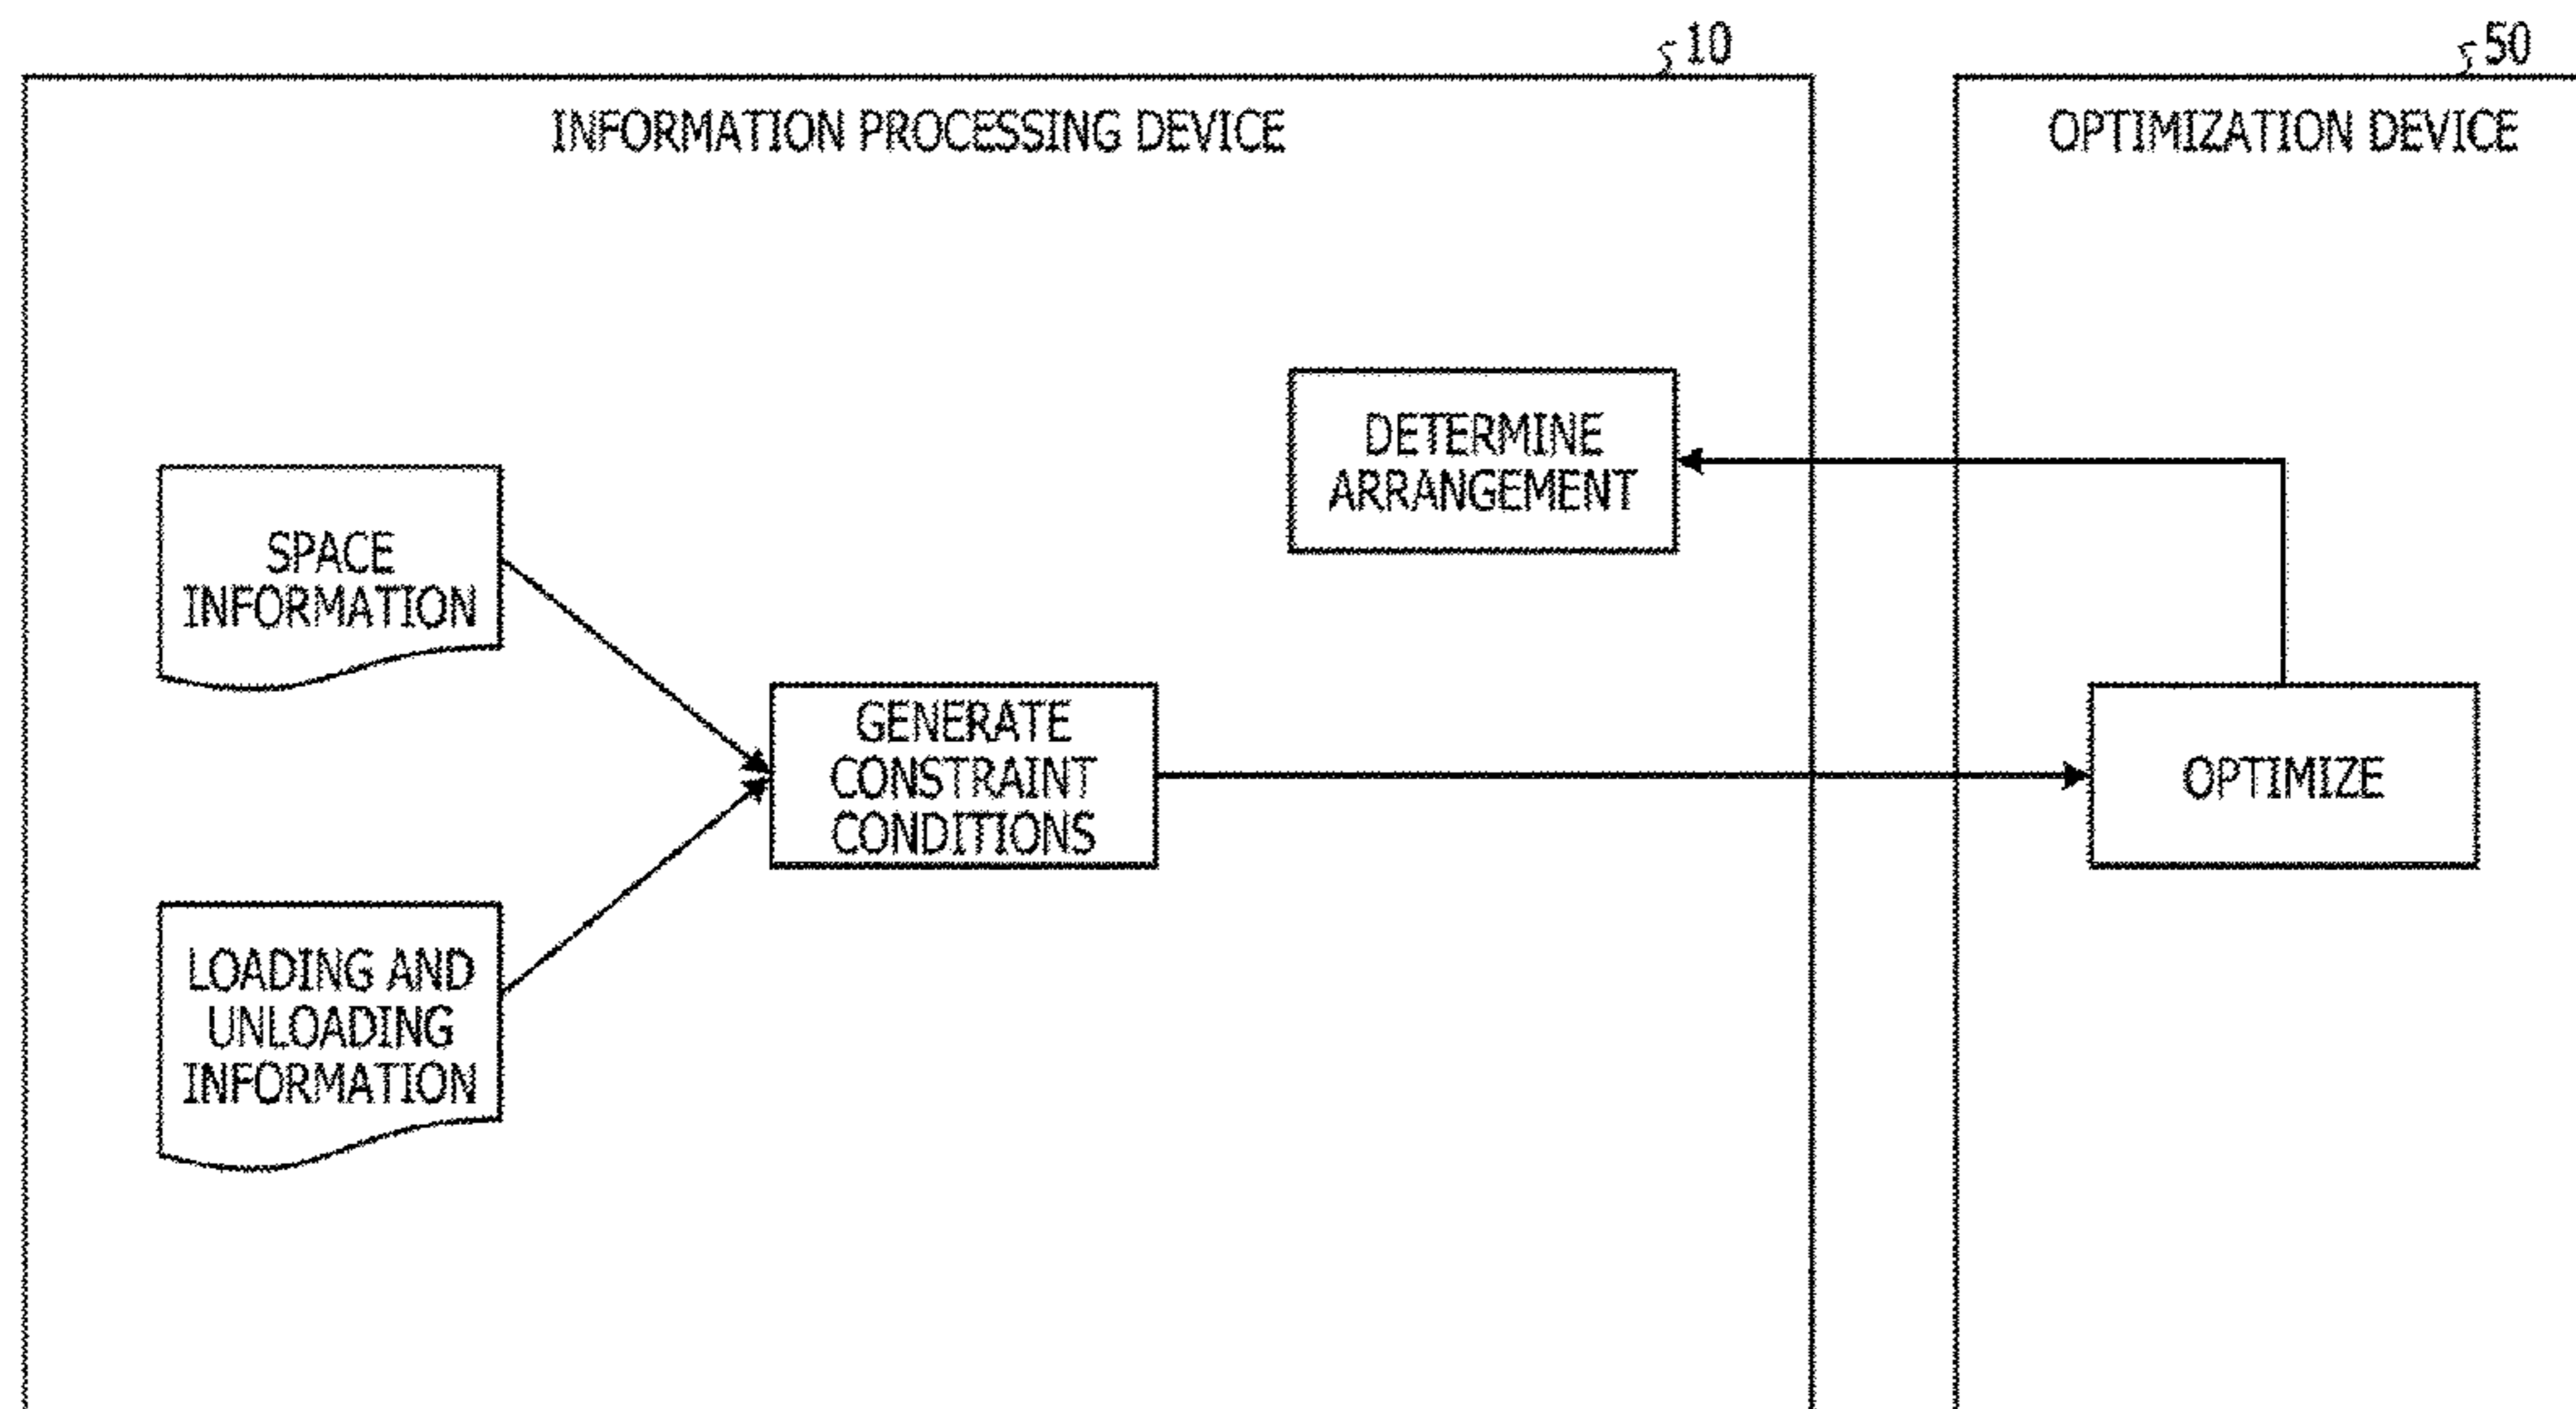 10
50
INFORMATION PROCESSING DEVICE
OPTIMIZATION DEVICE
DETERMINE
ARRANGEMENT
SPACE
INFORMATION
GENERATE
CONSTRAINT
CONDITIONS
OPTIMIZE
LOADING AND
UNLOADING
INFORMATION